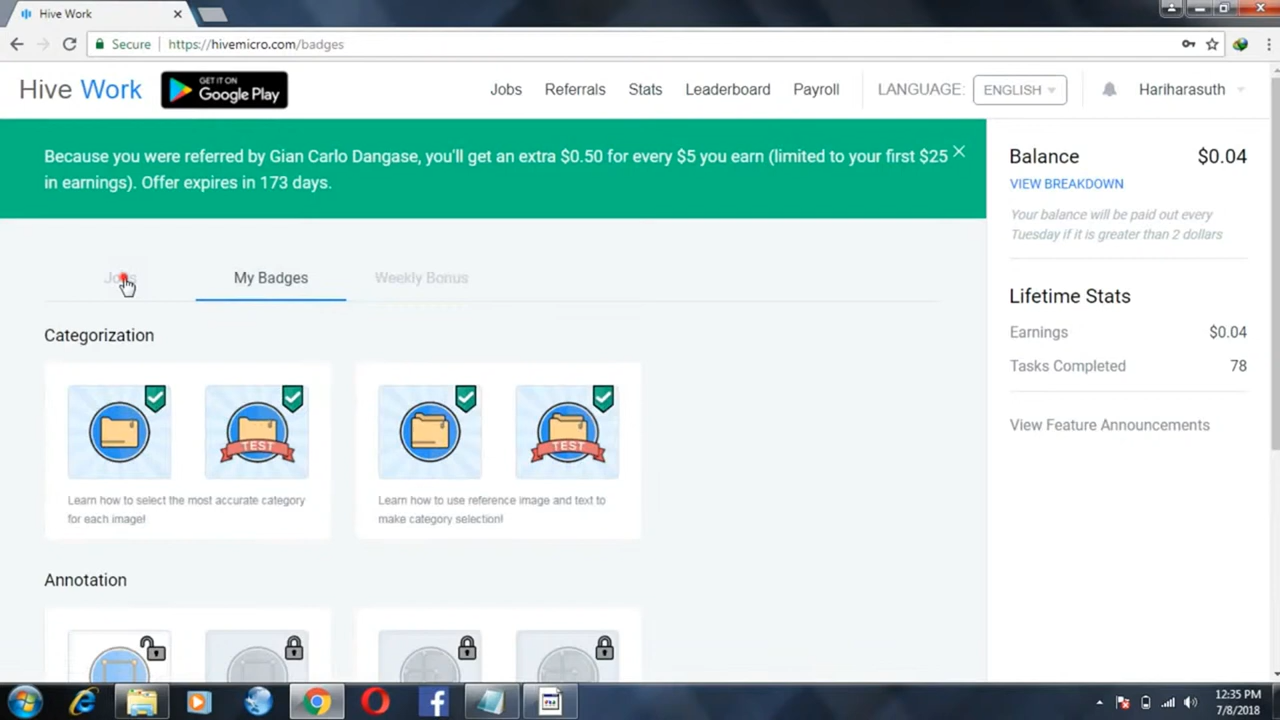 Hive Work
Secure https://hivemicro.com/badges
Hive Work
GET IT ON
Google Play
Jobs Referrals Stats Leaderboard Payroll LANGUAGE: ENGLISH Hariharasuth
Because you were referred by Gian Carlo Dangase, you'll get an extra $0.50 for every $5 you earn (limited to your first $25
in earnings). Offer expires in 173 days.
Balance $0.04
VIEW BREAKDOWN
Your balance will be paid out every
Tuesday if it is greater than 2 dollars
Lifetime Stats
Earnings $0.04
Tasks Completed 78
View Feature Announcements
Jobs My Badges Weekly Bonus
Categorization
TEST TEST
Learn how to select the most accurate category
for each image!
Learn how to use reference image and text to
make category selection!
Annotation
12:35 PM
7/8/2018